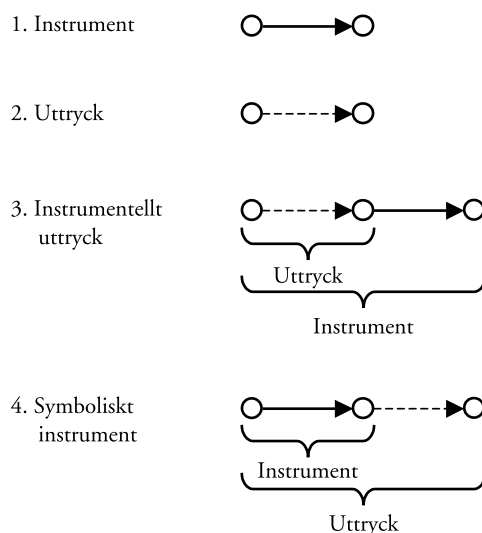 1. Instrument
2. Uttryck
3. Instrumentellt
uttryck
Uttryck
Instrument
4. Symboliskt
instrument
Instrument
Uttryck